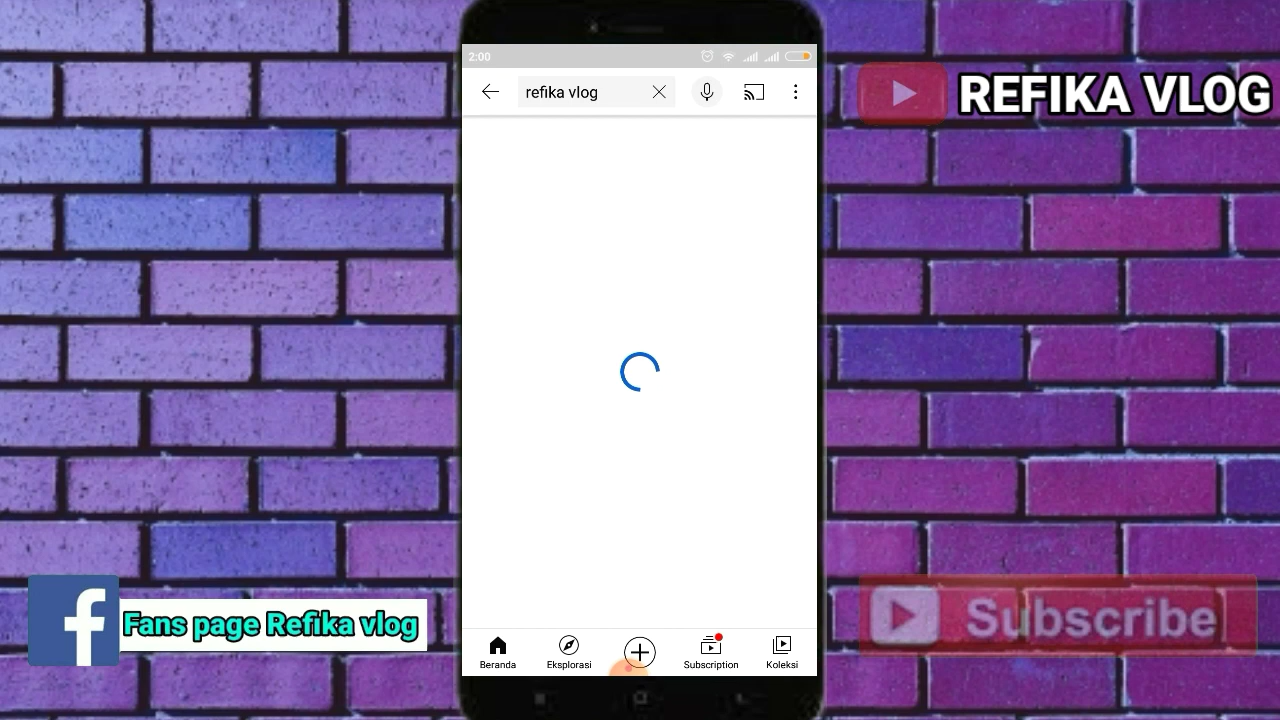 2:00
refika vlog
REFIKA VLOG
Fans page Refika vlog
Subscribe
Beranda
Eksplorasi
Subscription
Koleksi